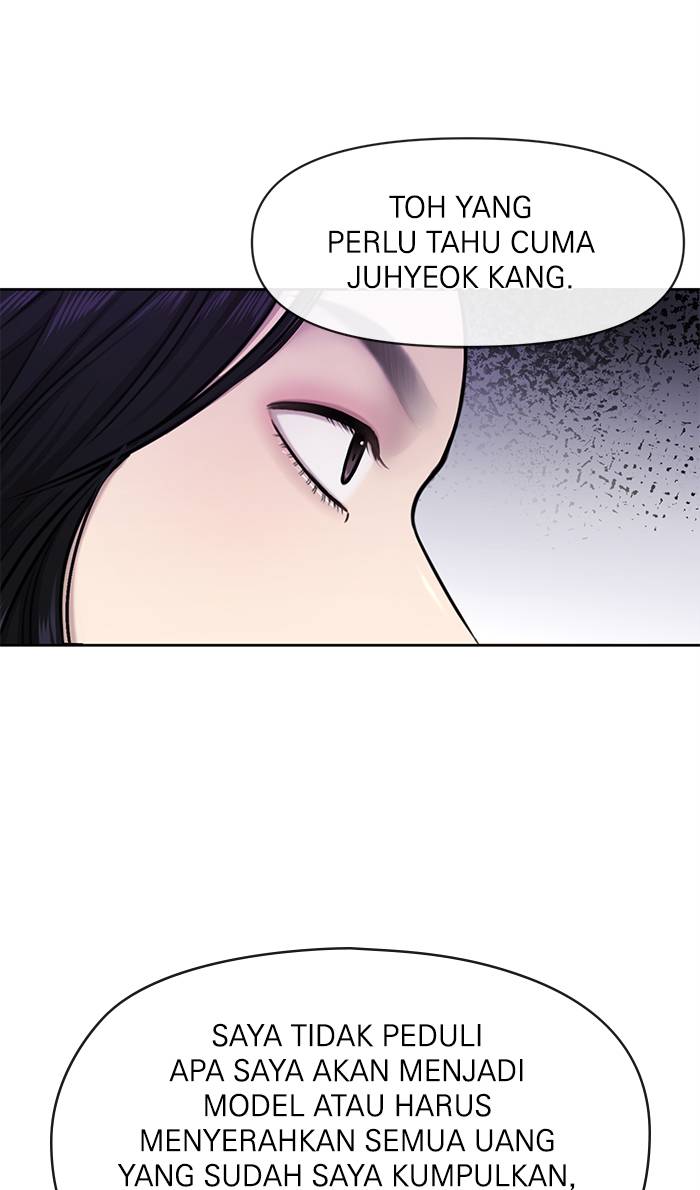 TOH YANG
PERLU TAHU CUMA
JUHYEOK KANG.
SAYA TIDAK PEDULI
APA SAYA AKAN MENJADI
MODEL ATAU HARUS
MENYERAHKAN SEMUA UANG
YANG SUDAH SAYA KUMPULKAN,